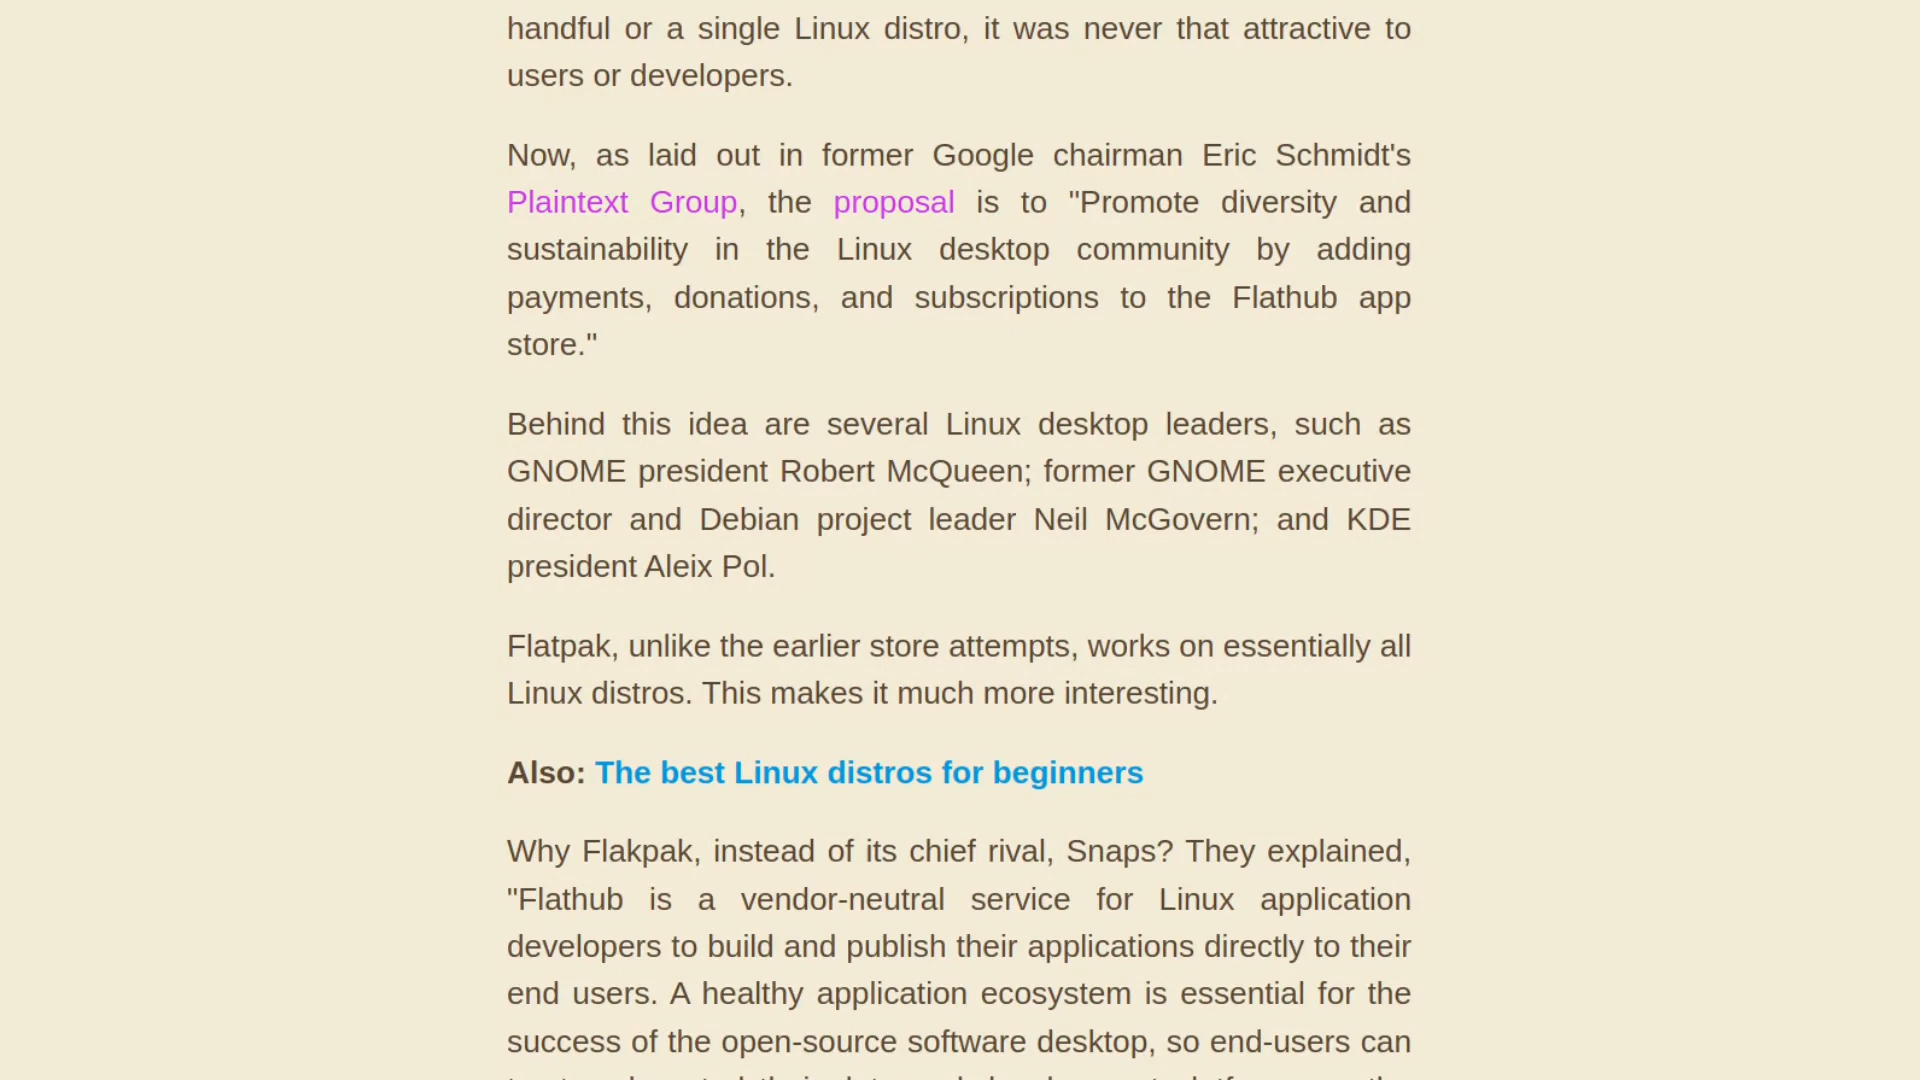 handful or a single Linux distro, it was never that attractive to
users or developers.
Now, as laid out in former Google chairman Eric Schmidt's
Plaintext Group, the proposal is to "Promote diversity and
sustainability in the Linux desktop community by adding
payments, donations, and subscriptions to the Flathub app
store."
Behind this idea are several Linux desktop leaders, such as
GNOME president Robert McQueen; former GNOME executive
director and Debian project leader Neil McGovern; and KDE
president Aleix Pol.
Flatpak, unlike the earlier store attempts, works on essentially all
Linux distros. This makes it much more interesting.
Also: The best Linux distros for beginners
Why Flakpak, instead of its chief rival, Snaps? They explained,
"Flathub is a vendor-neutral service for Linux application
developers to build and publish their applications directly to their
end users. A healthy application ecosystem is essential for the
success of the open-source software desktop, so end-users can